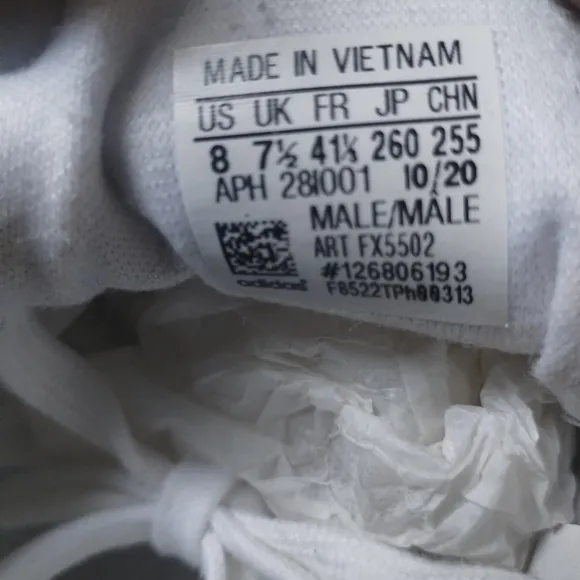 MADE IN VIETNAM
US UK FR JP CHN
8 7½ 41⅓ 260 255
APH 281001 10/20
MALE/MÂLE
ART FX5502
#126806193
adidas